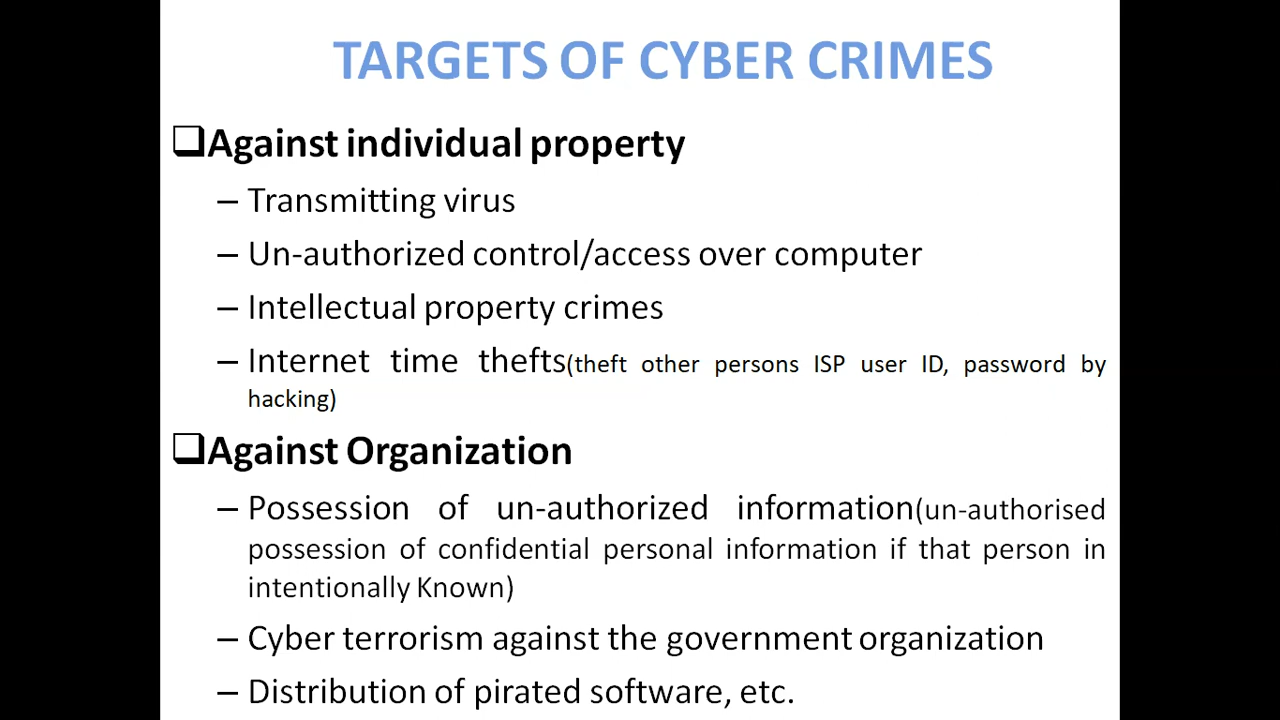 TARGETS OF CYBER CRIMES
❑Against individual property
– Transmitting virus
– Un-authorized control/access over computer
– Intellectual property crimes
– Internet time thefts(theft other persons ISP user ID, password by
hacking)
❑Against Organization
– Possession of un-authorized information(un-authorised
possession of confidential personal information if that person in
intentionally Known)
– Cyber terrorism against the government organization
– Distribution of pirated software, etc.